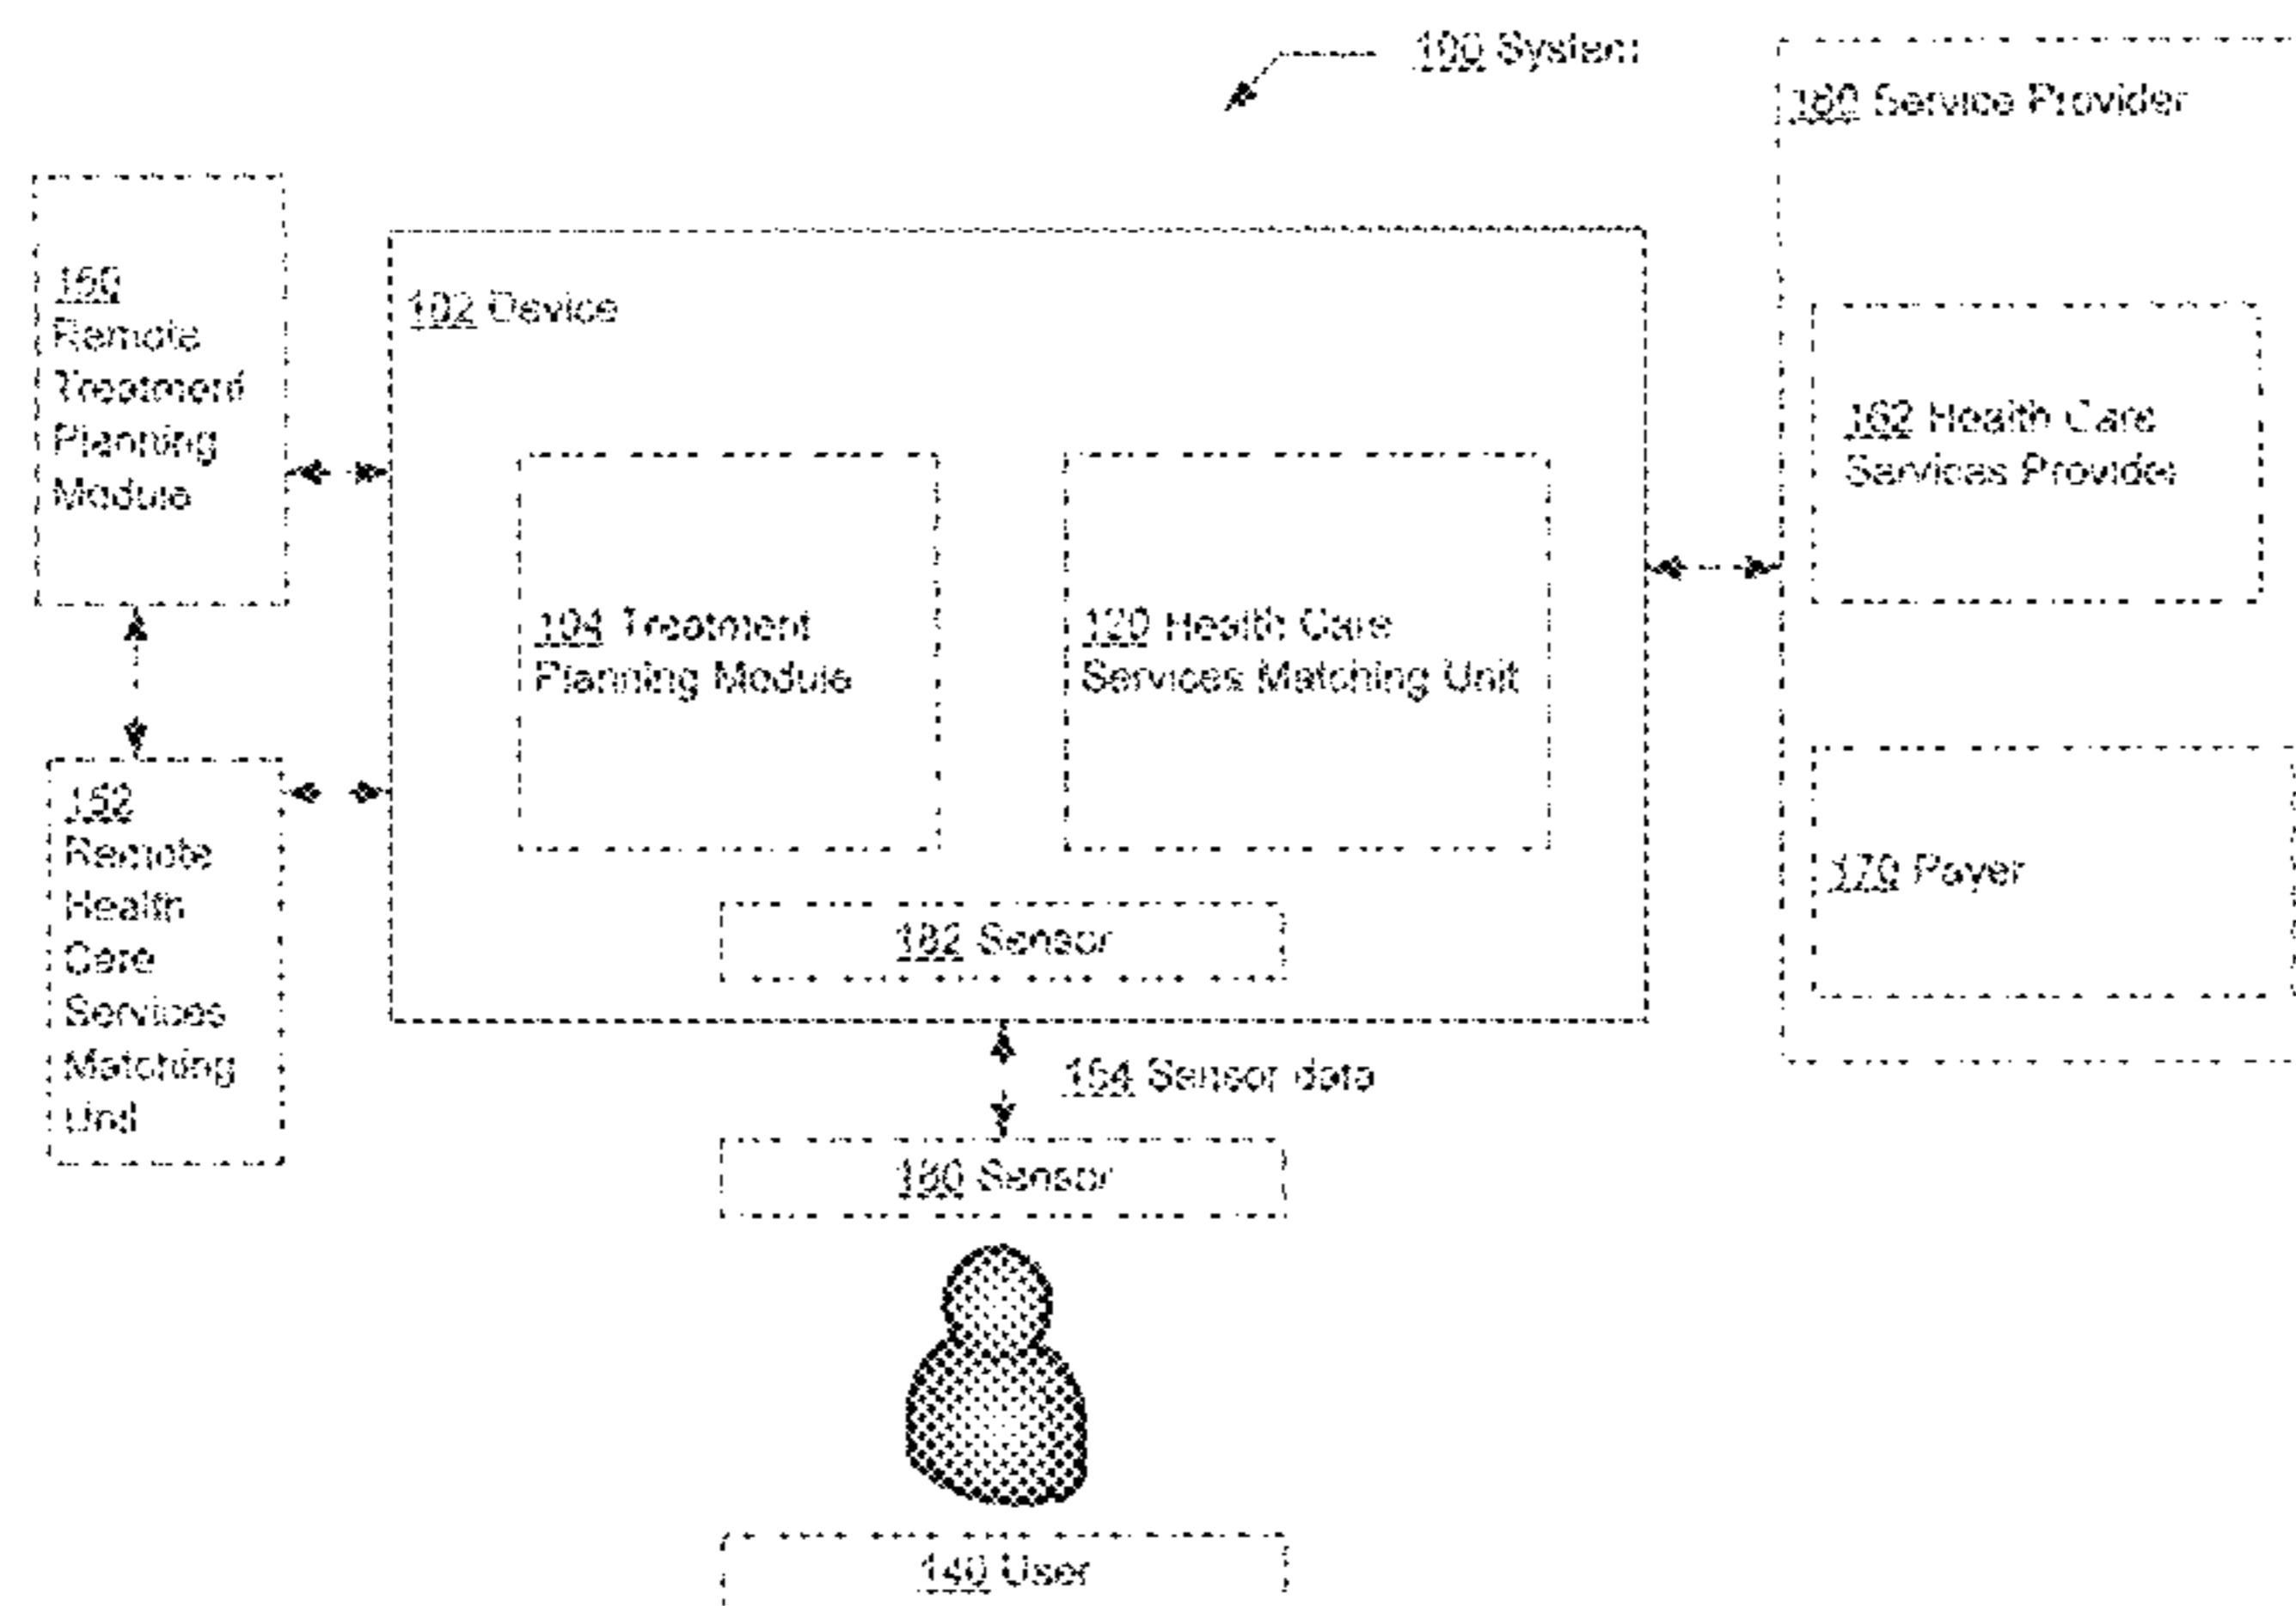 100 System
160 Service Provider
150
Remote
Treatment
Planning
Module
102 Device
162 Health Care
Services Provider
104 Treatment
Planning Module
120 Health Care
Services Matching Unit
152
Remote
Health
Care
Services
Matching
Unit
170 Payer
182 Sensor
154 Sensor data
180 Sensor
140 User